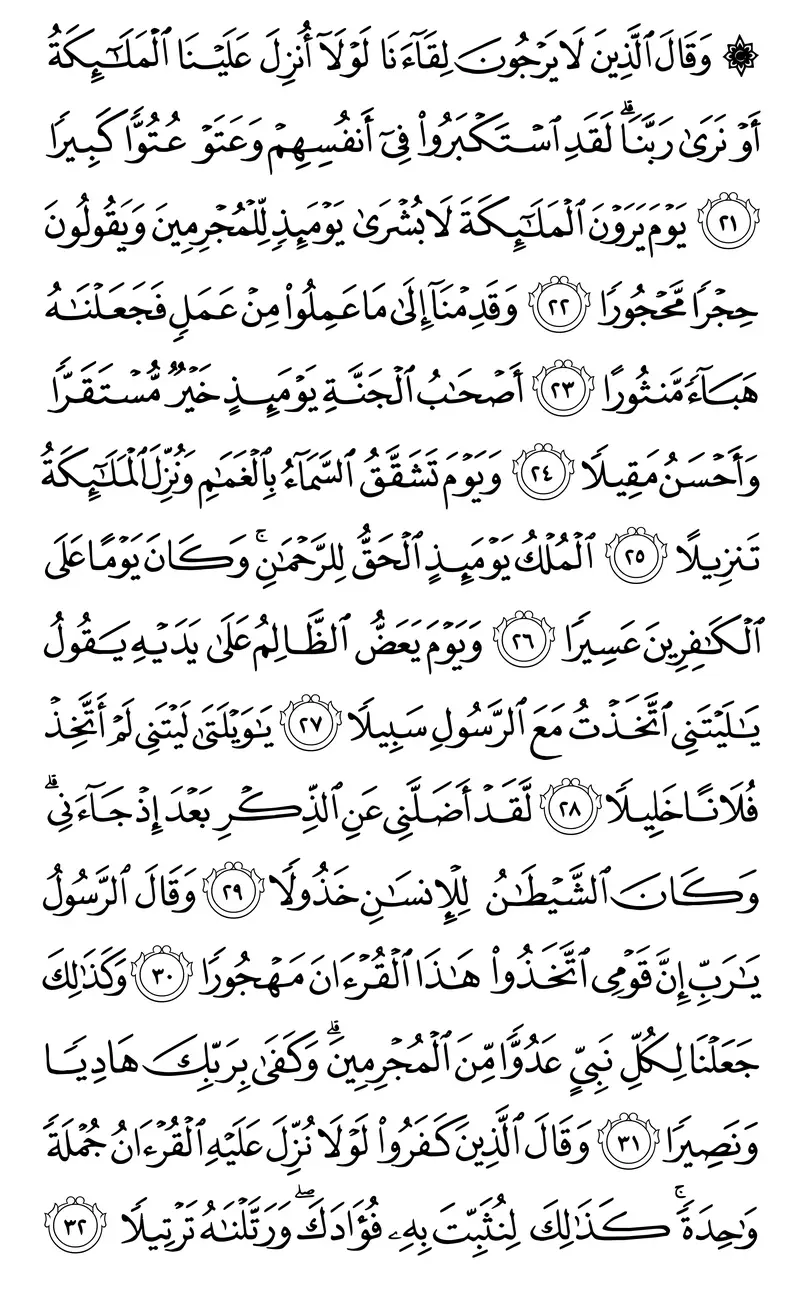 ۞ وَقَالَ ٱلَّذِينَ لَا يَرۡجُونَ لِقَآءَنَا لَوۡلَآ أُنزِلَ عَلَيۡنَا ٱلۡمَلَٰٓئِكَةُ
أَوۡ نَرَىٰ رَبَّنَاۗ لَقَدِ ٱسۡتَكۡبَرُواْ فِيٓ أَنفُسِهِمۡ وَعَتَوۡ عُتُوّٗا كَبِيرٗا
٢١ يَوۡمَ يَرَوۡنَ ٱلۡمَلَٰٓئِكَةَ لَا بُشۡرَىٰ يَوۡمَئِذٖ لِّلۡمُجۡرِمِينَ وَيَقُولُونَ
حِجۡرٗا مَّحۡجُورٗا ٢٢ وَقَدِمۡنَآ إِلَىٰ مَا عَمِلُواْ مِنۡ عَمَلٖ فَجَعَلۡنَٰهُ
هَبَآءٗ مَّنثُورًا ٢٣ أَصۡحَٰبُ ٱلۡجَنَّةِ يَوۡمَئِذٍ خَيۡرٞ مُّسۡتَقَرّٗا
وَأَحۡسَنُ مَقِيلٗا ٢٤ وَيَوۡمَ تَشَقَّقُ ٱلسَّمَآءُ بِٱلۡغَمَٰمِ وَنُزِّلَ ٱلۡمَلَٰٓئِكَةُ
تَنزِيلًا ٢٥ ٱلۡمُلۡكُ يَوۡمَئِذٍ ٱلۡحَقُّ لِلرَّحۡمَٰنِۚ وَكَانَ يَوۡمًا عَلَى
ٱلۡكَٰفِرِينَ عَسِيرٗا ٢٦ وَيَوۡمَ يَعَضُّ ٱلظَّالِمُ عَلَىٰ يَدَيۡهِ يَقُولُ
يَٰلَيۡتَنِي ٱتَّخَذۡتُ مَعَ ٱلرَّسُولِ سَبِيلٗا ٢٧ يَٰوَيۡلَتَىٰ لَيۡتَنِي لَمۡ أَتَّخِذۡ
فُلَانًا خَلِيلٗا ٢٨ لَّقَدۡ أَضَلَّنِي عَنِ ٱلذِّكۡرِ بَعۡدَ إِذۡ جَآءَنِيۗ
وَكَانَ ٱلشَّيۡطَٰنُ لِلۡإِنسَٰنِ خَذُولٗا ٢٩ وَقَالَ ٱلرَّسُولُ
يَٰرَبِّ إِنَّ قَوۡمِي ٱتَّخَذُواْ هَٰذَا ٱلۡقُرۡءَانَ مَهۡجُورٗا ٣٠ وَكَذَٰلِكَ
جَعَلۡنَا لِكُلِّ نَبِيٍّ عَدُوّٗا مِّنَ ٱلۡمُجۡرِمِينَۗ وَكَفَىٰ بِرَبِّكَ هَادِيٗا
وَنَصِيرٗا ٣١ وَقَالَ ٱلَّذِينَ كَفَرُواْ لَوۡلَا نُزِّلَ عَلَيۡهِ ٱلۡقُرۡءَانُ جُمۡلَةٗ
وَٰحِدَةٗۚ كَذَٰلِكَ لِنُثَبِّتَ بِهِۦ فُؤَادَكَۖ وَرَتَّلۡنَٰهُ تَرۡتِيلٗا ٣٢